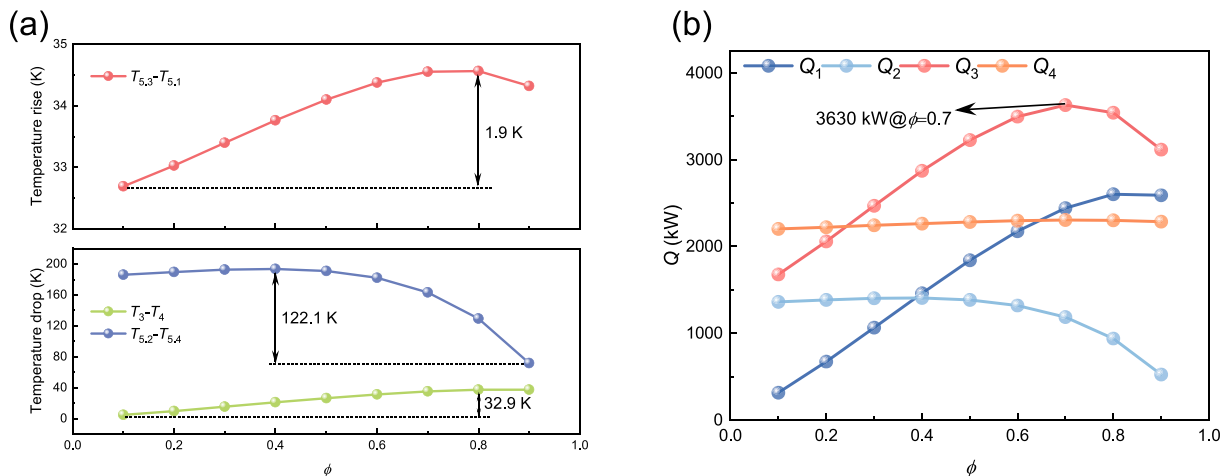 (a)
35
34
33
32
Temperature rise (K)
T5.3-T5.1
1.9 K
200
160
120
80
40
0
Temperature drop (K)
T3-T4
T5.2-T5.4
122.1 K
32.9 K
0.0 0.2 0.4 0.6 0.8 1.0
ϕ
(b)
4000
3000
2000
1000
0
Q (kW)
Q1 Q2 Q3 Q4
3630 kW@ϕ=0.7
0.0 0.2 0.4 0.6 0.8 1.0
ϕ